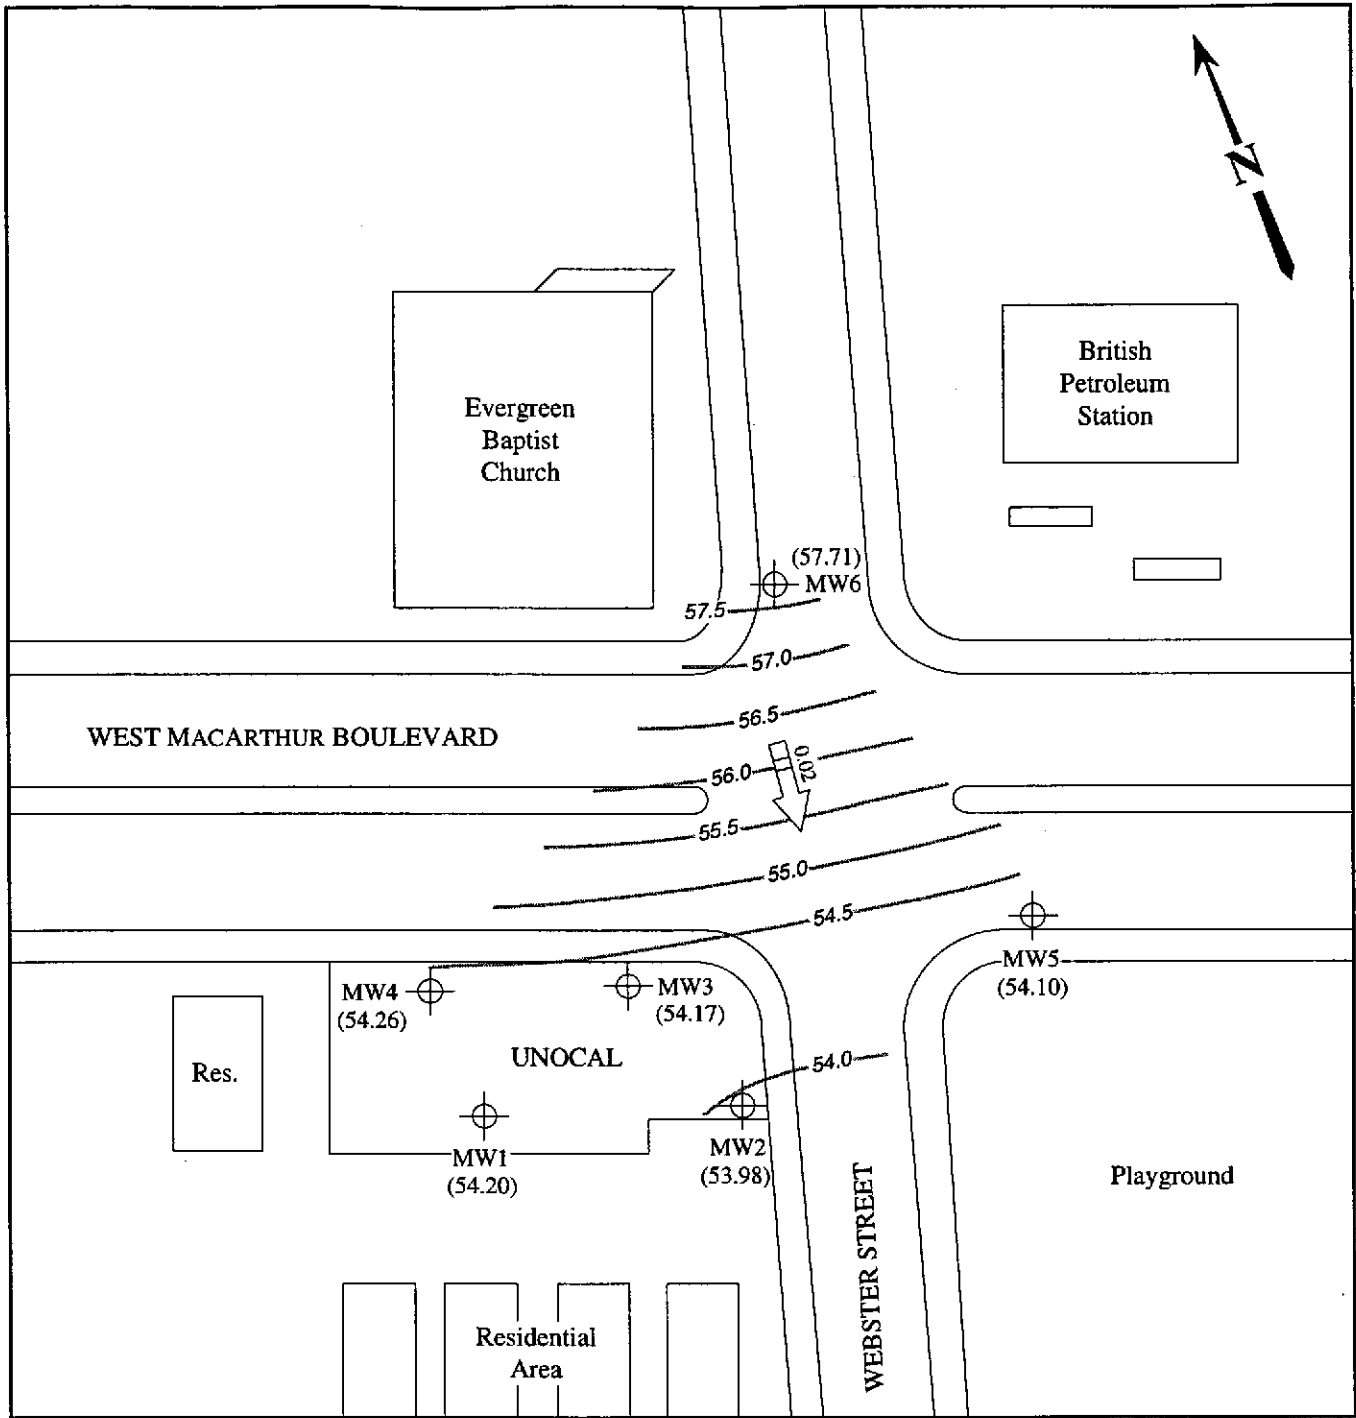 N
British
Petroleum
Station
Evergreen
Baptist
Church
(57.71)
MW6
57.5
57.0
WEST MACARTHUR BOULEVARD
56.5
56.0
0.02
55.5
55.0
54.5
MW4
(54.26)
MW3
(54.17)
MW5
(54.10)
UNOCAL
Res.
54.0
MW1
(54.20)
MW2
(53.98)
Playground
WEBSTER STREET
Residential
Area